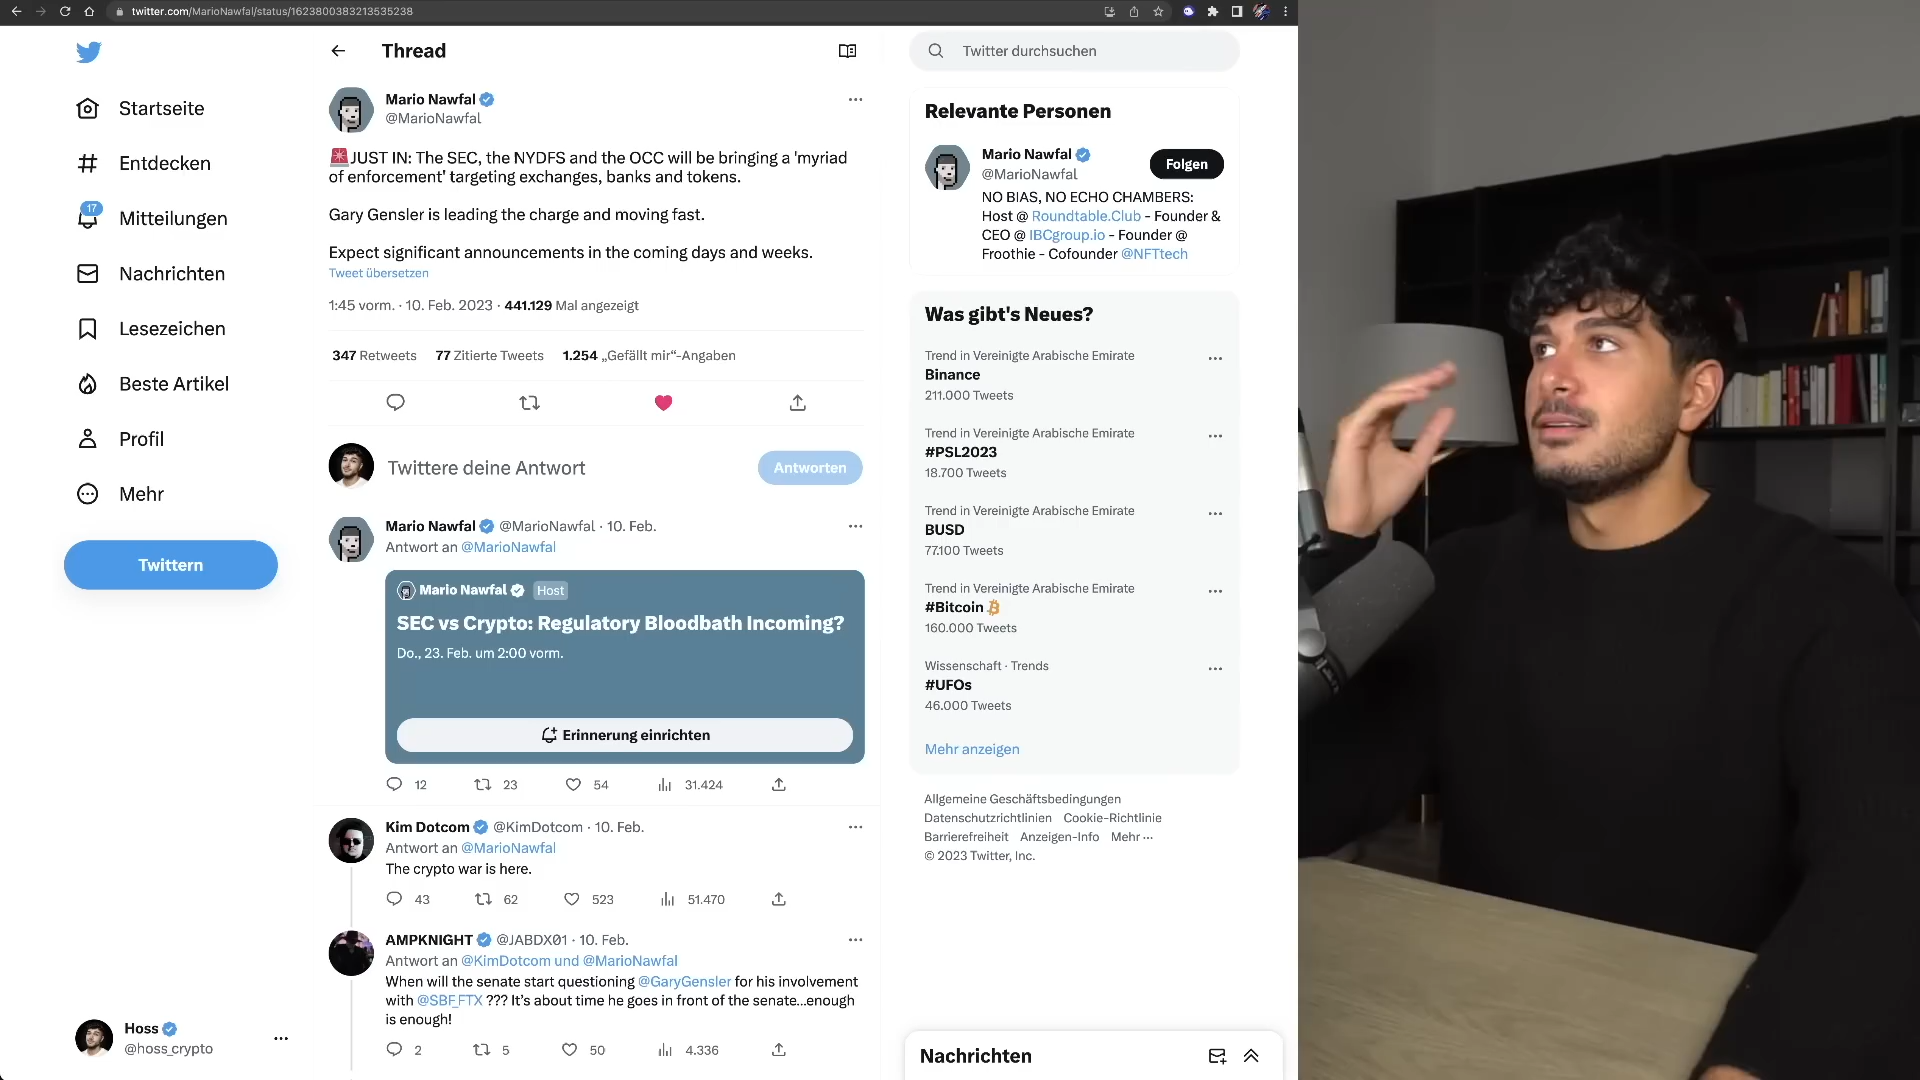 twitter.com/MarioNawfal/status/1623800383213535238
Startseite
Entdecken
17
Mitteilungen
Nachrichten
Lesezeichen
Beste Artikel
Profil
Mehr
Twittern
Hoss
@hoss_crypto
Thread
Mario Nawfal
@MarioNawfal
🚨JUST IN: The SEC, the NYDFS and the OCC will be bringing a 'myriad
of enforcement' targeting exchanges, banks and tokens.
Gary Gensler is leading the charge and moving fast.
Expect significant announcements in the coming days and weeks.
Tweet übersetzen
1:45 vorm. · 10. Feb. 2023 · 441.129 Mal angezeigt
347 Retweets 77 Zitierte Tweets 1.254 „Gefällt mir“-Angaben
Twittere deine Antwort
Antworten
Mario Nawfal @MarioNawfal · 10. Feb.
Antwort an @MarioNawfal
Mario Nawfal Host
SEC vs Crypto: Regulatory Bloodbath Incoming?
Do., 23. Feb. um 2:00 vorm.
Erinnerung einrichten
12 23 54 31.424
Kim Dotcom @KimDotcom · 10. Feb.
Antwort an @MarioNawfal
The crypto war is here.
43 62 523 51.470
AMPKNIGHT @JABDX01 · 10. Feb.
Antwort an @KimDotcom und @MarioNawfal
When will the senate start questioning @GaryGensler for his involvement
with @SBF_FTX ??? It's about time he goes in front of the senate...enough
is enough!
2 5 50 4.336
Twitter durchsuchen
Relevante Personen
Mario Nawfal
@MarioNawfal
Folgen
NO BIAS, NO ECHO CHAMBERS:
Host @ Roundtable.Club - Founder &
CEO @ IBCgroup.io - Founder @
Froothie - Cofounder @NFTtech
Was gibt's Neues?
Trend in Vereinigte Arabische Emirate
Binance
211.000 Tweets
Trend in Vereinigte Arabische Emirate
#PSL2023
18.700 Tweets
Trend in Vereinigte Arabische Emirate
BUSD
77.100 Tweets
Trend in Vereinigte Arabische Emirate
#Bitcoin
160.000 Tweets
Wissenschaft · Trends
#UFOs
46.000 Tweets
Mehr anzeigen
Allgemeine Geschäftsbedingungen
Datenschutzrichtlinien Cookie-Richtlinie
Barrierefreiheit Anzeigen-Info Mehr ···
© 2023 Twitter, Inc.
Nachrichten